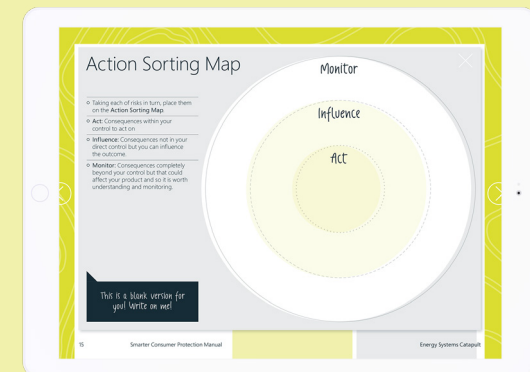 Action Sorting Map
Taking each of risks in turn, place them
on the Action Sorting Map.
Act: Consequences within your
control to act on
Influence: Consequences not in your
direct control but you can influence
the outcome.
Monitor: Consequences completely
beyond your control but that could
affect your product and so it is worth
understanding and monitoring.
Monitor
Influence
Act
This is a blank version for
you! Write on me!
15
Smarter Consumer Protection Manual
Energy Systems Catapult